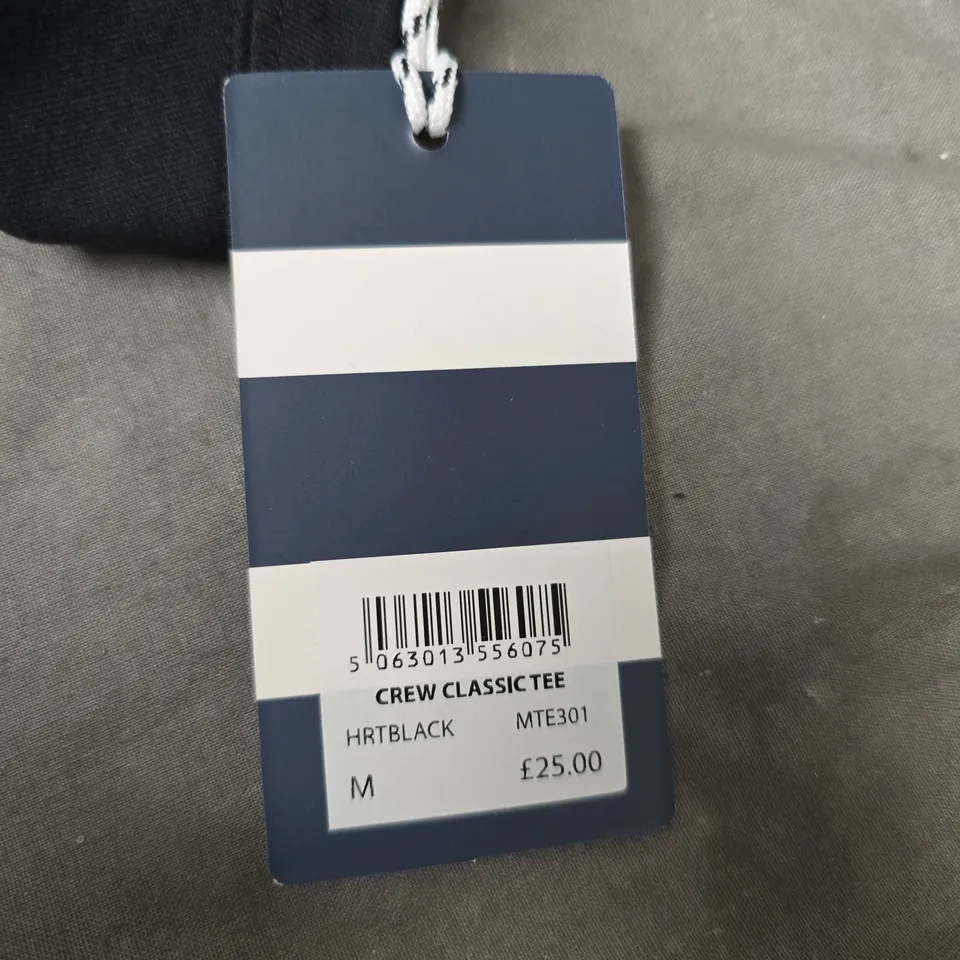 5 063013 556075
CREW CLASSIC TEE
HRTBLACK MTE301
M £25.00